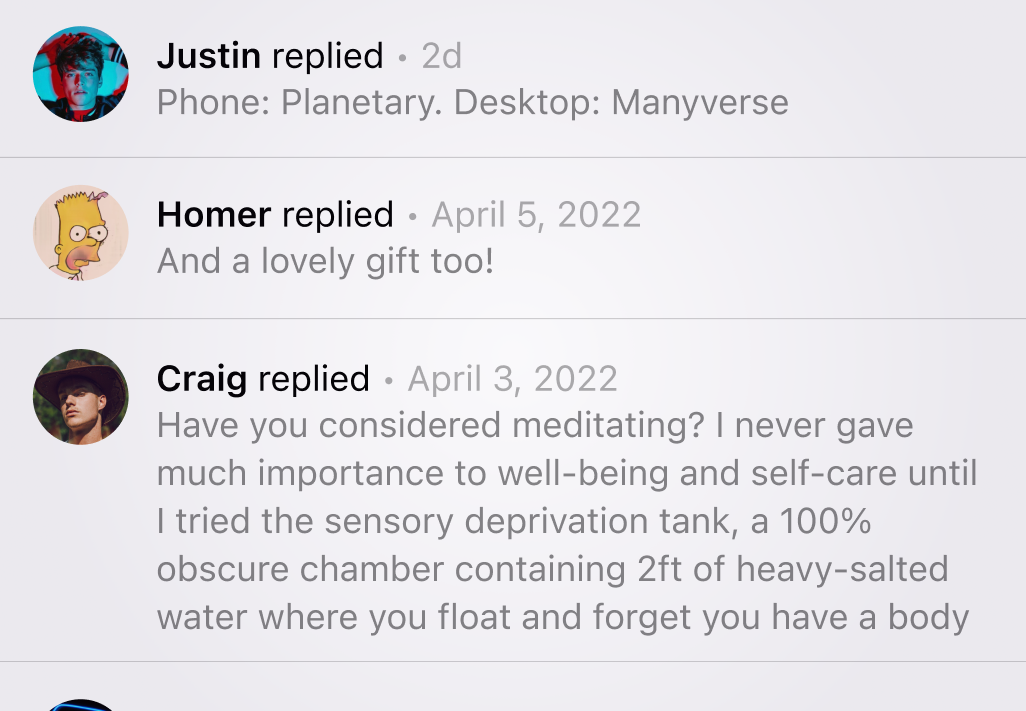 Justin replied • 2d
Phone: Planetary. Desktop: Manyverse
Homer replied • April 5, 2022
And a lovely gift too!
Craig replied • April 3, 2022
Have you considered meditating? I never gave
much importance to well-being and self-care until
I tried the sensory deprivation tank, a 100%
obscure chamber containing 2ft of heavy-salted
water where you float and forget you have a body